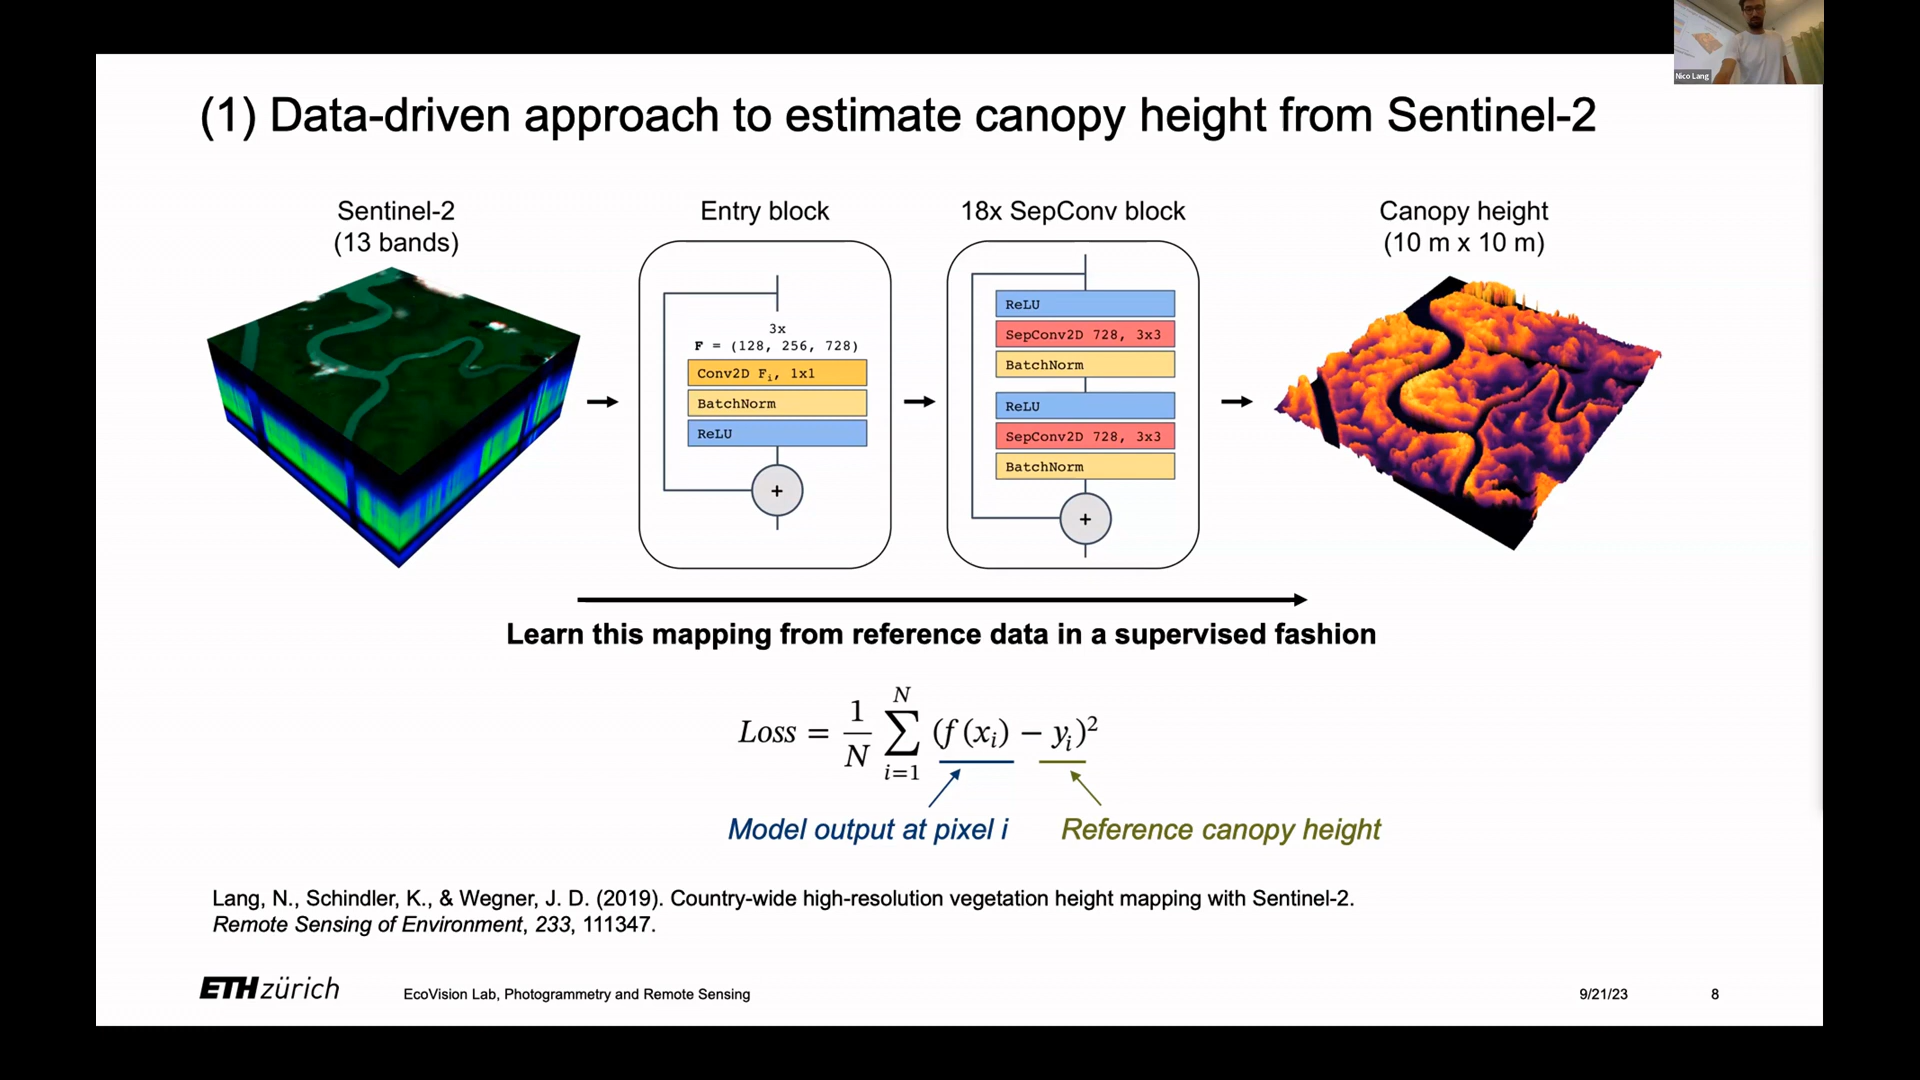 Nico Lang
(1) Data-driven approach to estimate canopy height from Sentinel-2
Sentinel-2
(13 bands)
Entry block
3x
F = (128, 256, 728)
Conv2D Fᵢ, 1x1
BatchNorm
ReLU
+
18x SepConv block
ReLU
SepConv2D 728, 3x3
BatchNorm
ReLU
SepConv2D 728, 3x3
BatchNorm
+
Canopy height
(10 m x 10 m)
Learn this mapping from reference data in a supervised fashion
Loss = 1/N ∑_{i=1}^{N} (f(xᵢ) − yᵢ)²
Model output at pixel i
Reference canopy height
Lang, N., Schindler, K., & Wegner, J. D. (2019). Country-wide high-resolution vegetation height mapping with Sentinel-2.
Remote Sensing of Environment, 233, 111347.
ETH zürich
EcoVision Lab, Photogrammetry and Remote Sensing
9/21/23
8